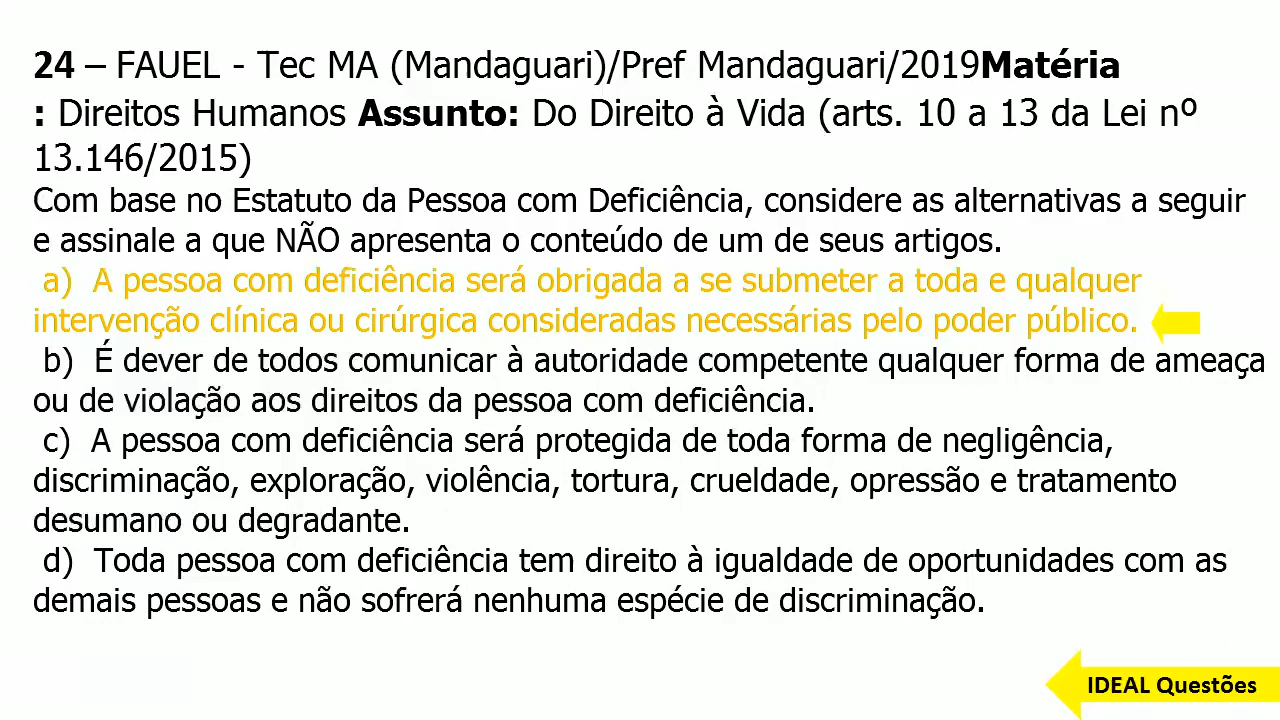 24 – FAUEL - Tec MA (Mandaguari)/Pref Mandaguari/2019Matéria
: Direitos Humanos Assunto: Do Direito à Vida (arts. 10 a 13 da Lei nº
13.146/2015)
Com base no Estatuto da Pessoa com Deficiência, considere as alternativas a seguir
e assinale a que NÃO apresenta o conteúdo de um de seus artigos.
a) A pessoa com deficiência será obrigada a se submeter a toda e qualquer
intervenção clínica ou cirúrgica consideradas necessárias pelo poder público.
b) É dever de todos comunicar à autoridade competente qualquer forma de ameaça
ou de violação aos direitos da pessoa com deficiência.
c) A pessoa com deficiência será protegida de toda forma de negligência,
discriminação, exploração, violência, tortura, crueldade, opressão e tratamento
desumano ou degradante.
d) Toda pessoa com deficiência tem direito à igualdade de oportunidades com as
demais pessoas e não sofrerá nenhuma espécie de discriminação.
IDEAL Questões